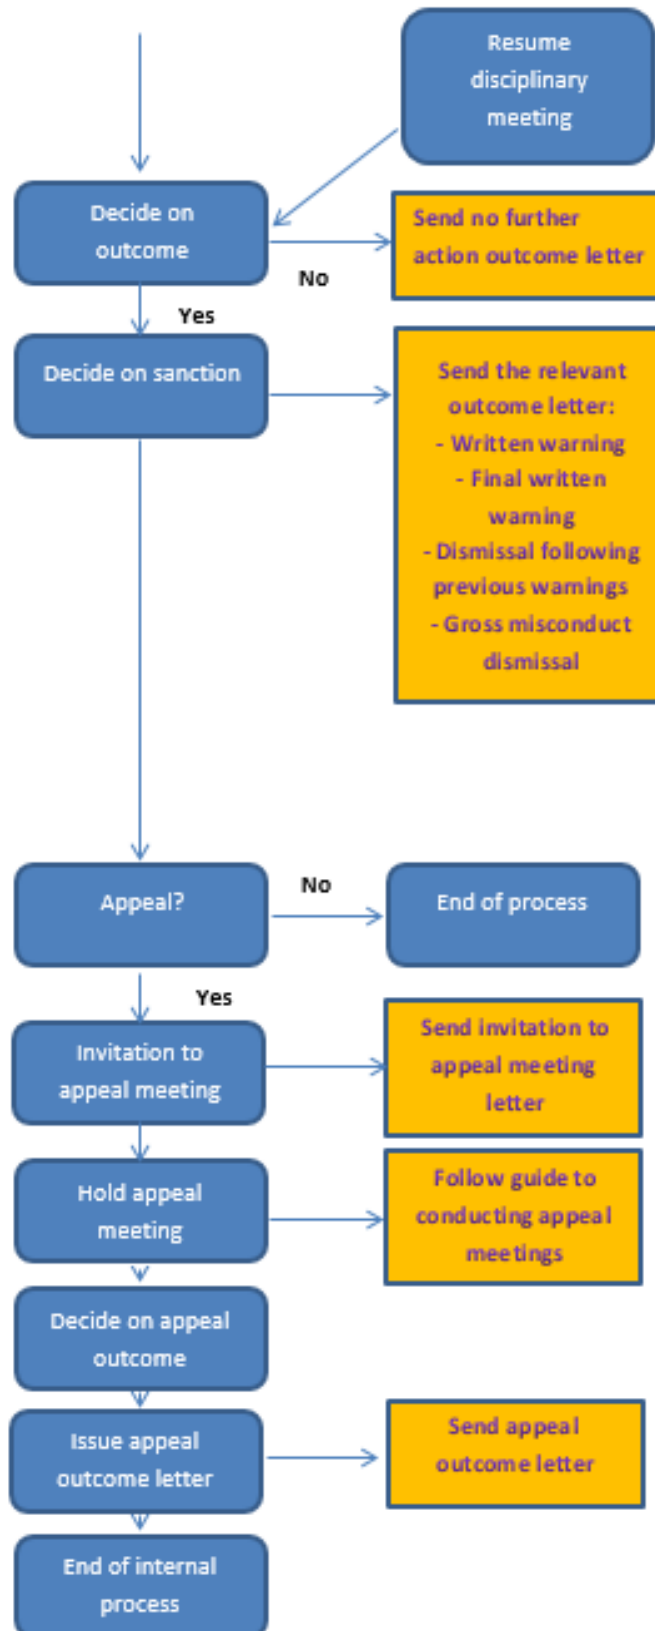 Resume
disciplinary
meeting
Decide on
outcome
Send no further
action outcome letter
No
Yes
Decide on sanction
Send the relevant
outcome letter:
- Written warning
- Final written
warning
- Dismissal following
previous warnings
- Gross misconduct
dismissal
Appeal?
No
End of process
Yes
Invitation to
appeal meeting
Send invitation to
appeal meeting
letter
Hold appeal
meeting
Follow guide to
conducting appeal
meetings
Decide on appeal
outcome
Issue appeal
outcome letter
Send appeal
outcome letter
End of internal
process